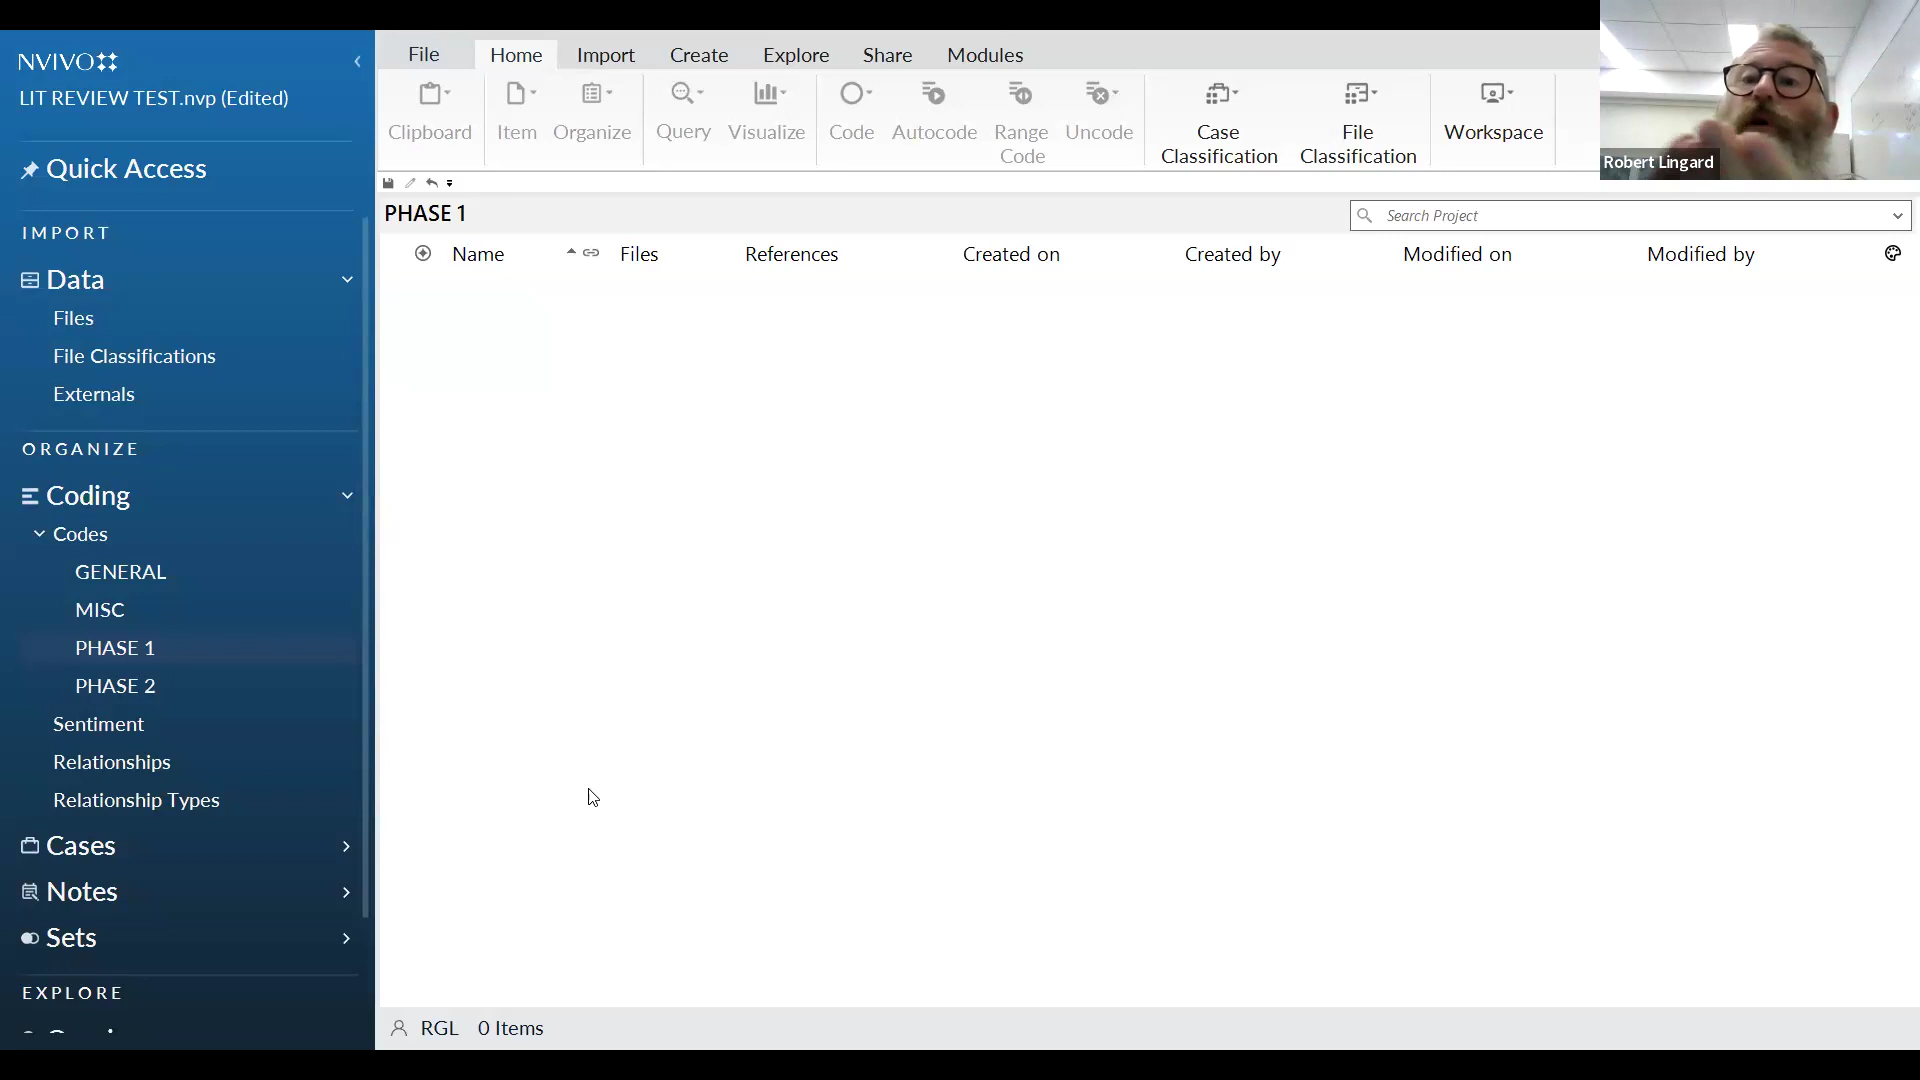 NVIVO
LIT REVIEW TEST.nvp (Edited)
Quick Access
IMPORT
Data
Files
File Classifications
Externals
ORGANIZE
Coding
Codes
GENERAL
MISC
PHASE 1
PHASE 2
Sentiment
Relationships
Relationship Types
Cases
Notes
Sets
EXPLORE
File Home Import Create Explore Share Modules
Clipboard Item Organize Query Visualize Code Autocode Range Code Uncode Case Classification File Classification Workspace
Robert Lingard
PHASE 1
Search Project
Name Files References Created on Created by Modified on Modified by
RGL 0 Items